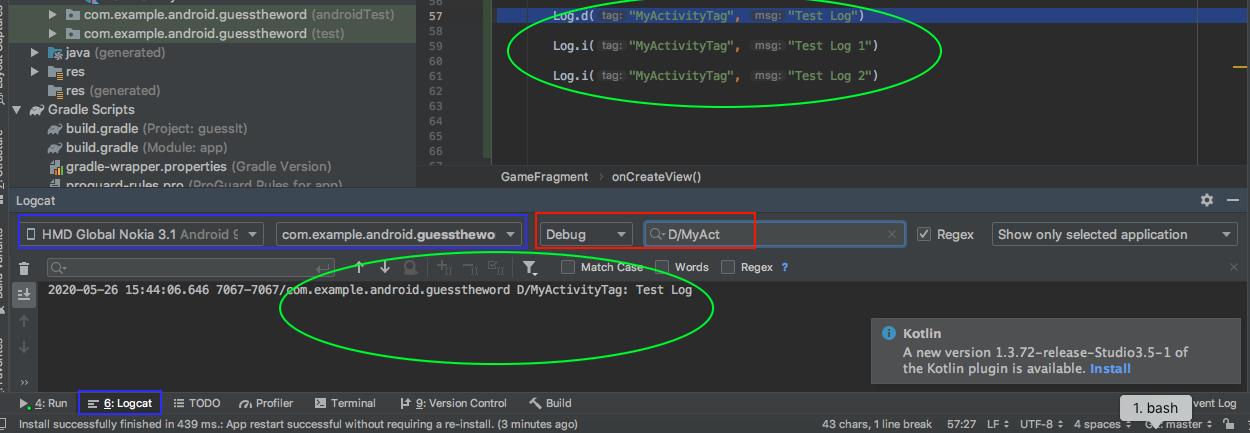 Layout Captures
com.example.android.guesstheword (androidTest)
com.example.android.guesstheword (test)
java (generated)
res
res (generated)
Gradle Scripts
build.gradle (Project: guessIt)
build.gradle (Module: app)
gradle-wrapper.properties (Gradle Version)
proguard-rules.pro (ProGuard Rules for app)
57 Log.d( tag: "MyActivityTag", msg: "Test Log")
58
59 Log.i( tag: "MyActivityTag", msg: "Test Log 1")
60
61 Log.i( tag: "MyActivityTag", msg: "Test Log 2")
62
63
64
65
66
67
GameFragment › onCreateView()
Logcat
HMD Global Nokia 3.1 Android 9 com.example.android.guessthewo Debug D/MyAct Regex Show only selected application
Match Case Words Regex ?
2020-05-26 15:44:06.646 7067-7067/com.example.android.guesstheword D/MyActivityTag: Test Log
Kotlin
A new version 1.3.72-release-Studio3.5-1 of
the Kotlin plugin is available. Install
4: Run 6: Logcat TODO Profiler Terminal 9: Version Control Build vent Log
1. bash
Install successfully finished in 439 ms.: App restart successful without requiring a re-install. (3 minutes ago) 43 chars, 1 line break 57:27 LF UTF-8 4 spaces master